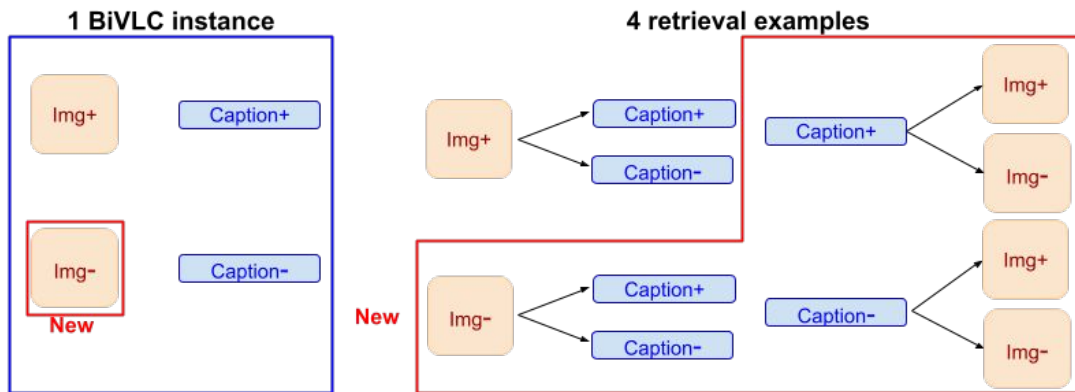 1 BiVLC instance
Img+
Caption+
Img-
Caption-
New
4 retrieval examples
Img+
Caption+
Caption-
Caption+
Img+
Img-
New
Img-
Caption+
Caption-
Caption-
Img+
Img-